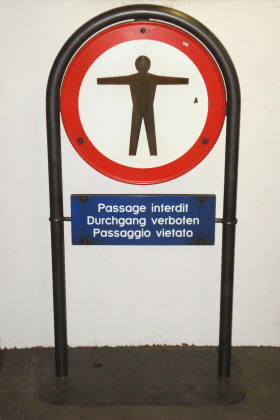 Passage interdit
Durchgang verboten
Passaggio vietato